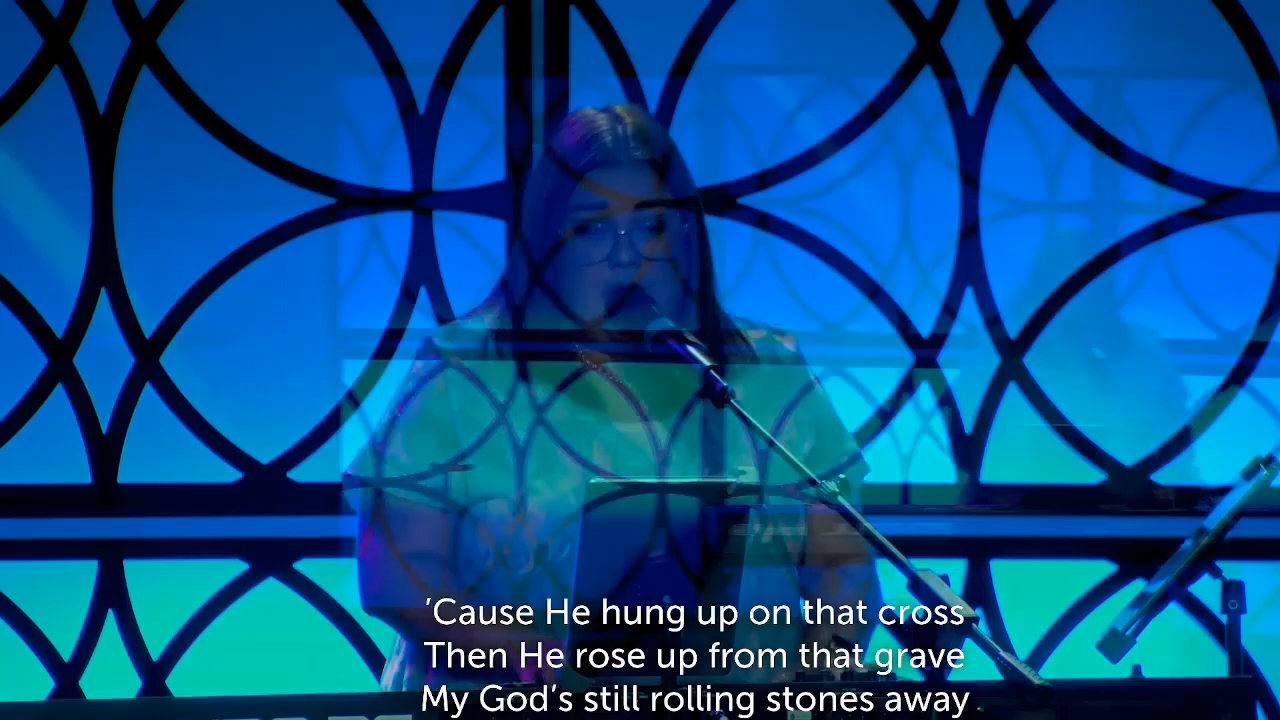 ’Cause He hung up on that cross
Then He rose up from that grave
My God’s still rolling stones away